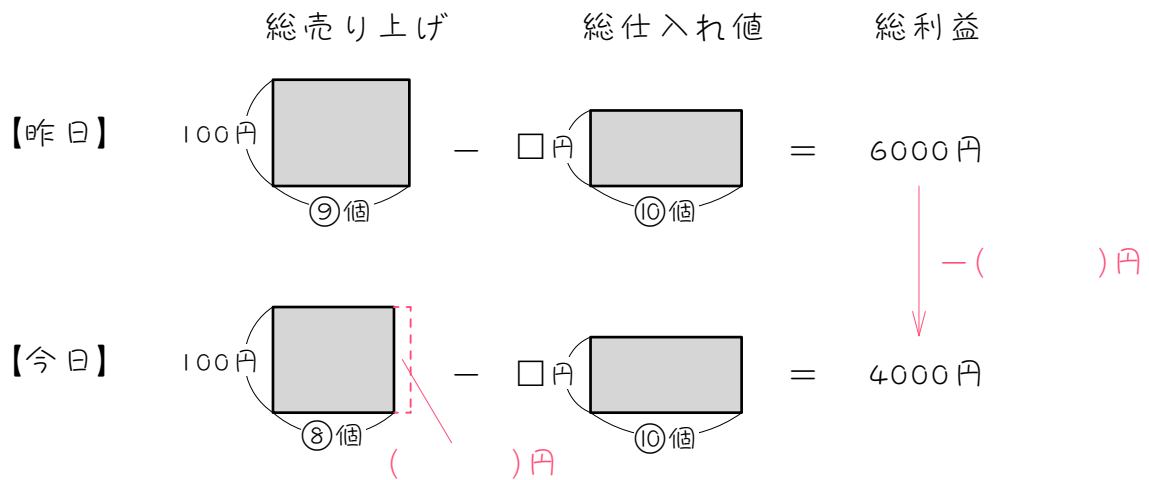 総売り上げ 総仕入れ値 総利益
【昨日】 100円 － □円 ＝ 6000円
⑨個 ⑩個
－( )円
【今日】 100円 － □円 ＝ 4000円
⑧個 ⑩個
( )円